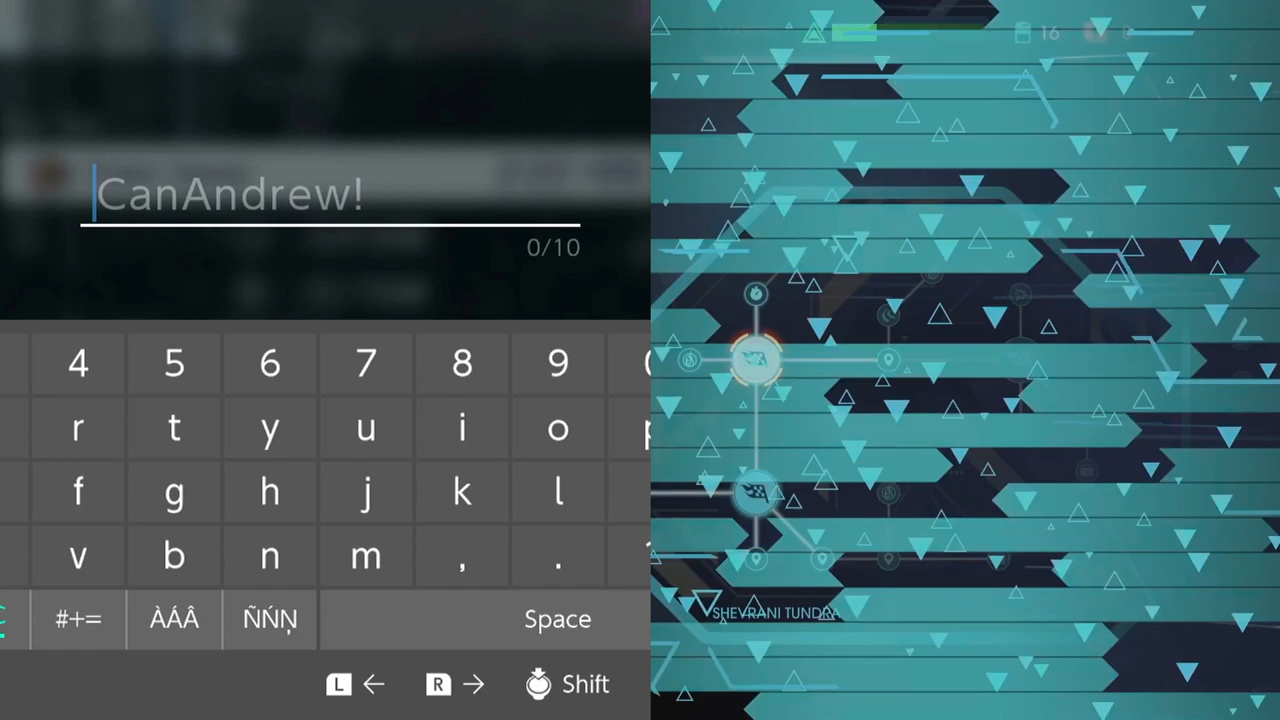 CanAndrew!
0/10
4 5 6 7 8 9
r t y u i o
f g h j k l
v b n m , .
#+= ÀÁÂ ÑŃŅ Space
L ← R → Shift
16
SHEVRANI TUNDRA